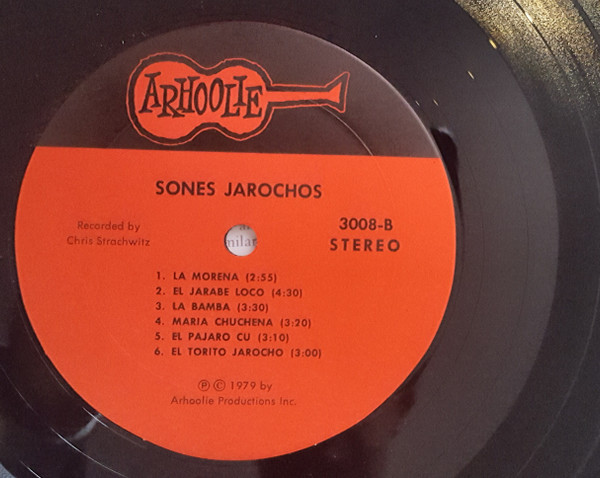 ARHOOLIE
SONES JAROCHOS
Recorded by
Chris Strachwitz
3008-B
STEREO
1. LA MORENA (2:55)
2. EL JARABE LOCO (4:30)
3. LA BAMBA (3:30)
4. MARIA CHUCHENA (3:20)
5. EL PAJARO CU (3:10)
6. EL TORITO JAROCHO (3:00)
℗ © 1979 by
Arhoolie Productions Inc.